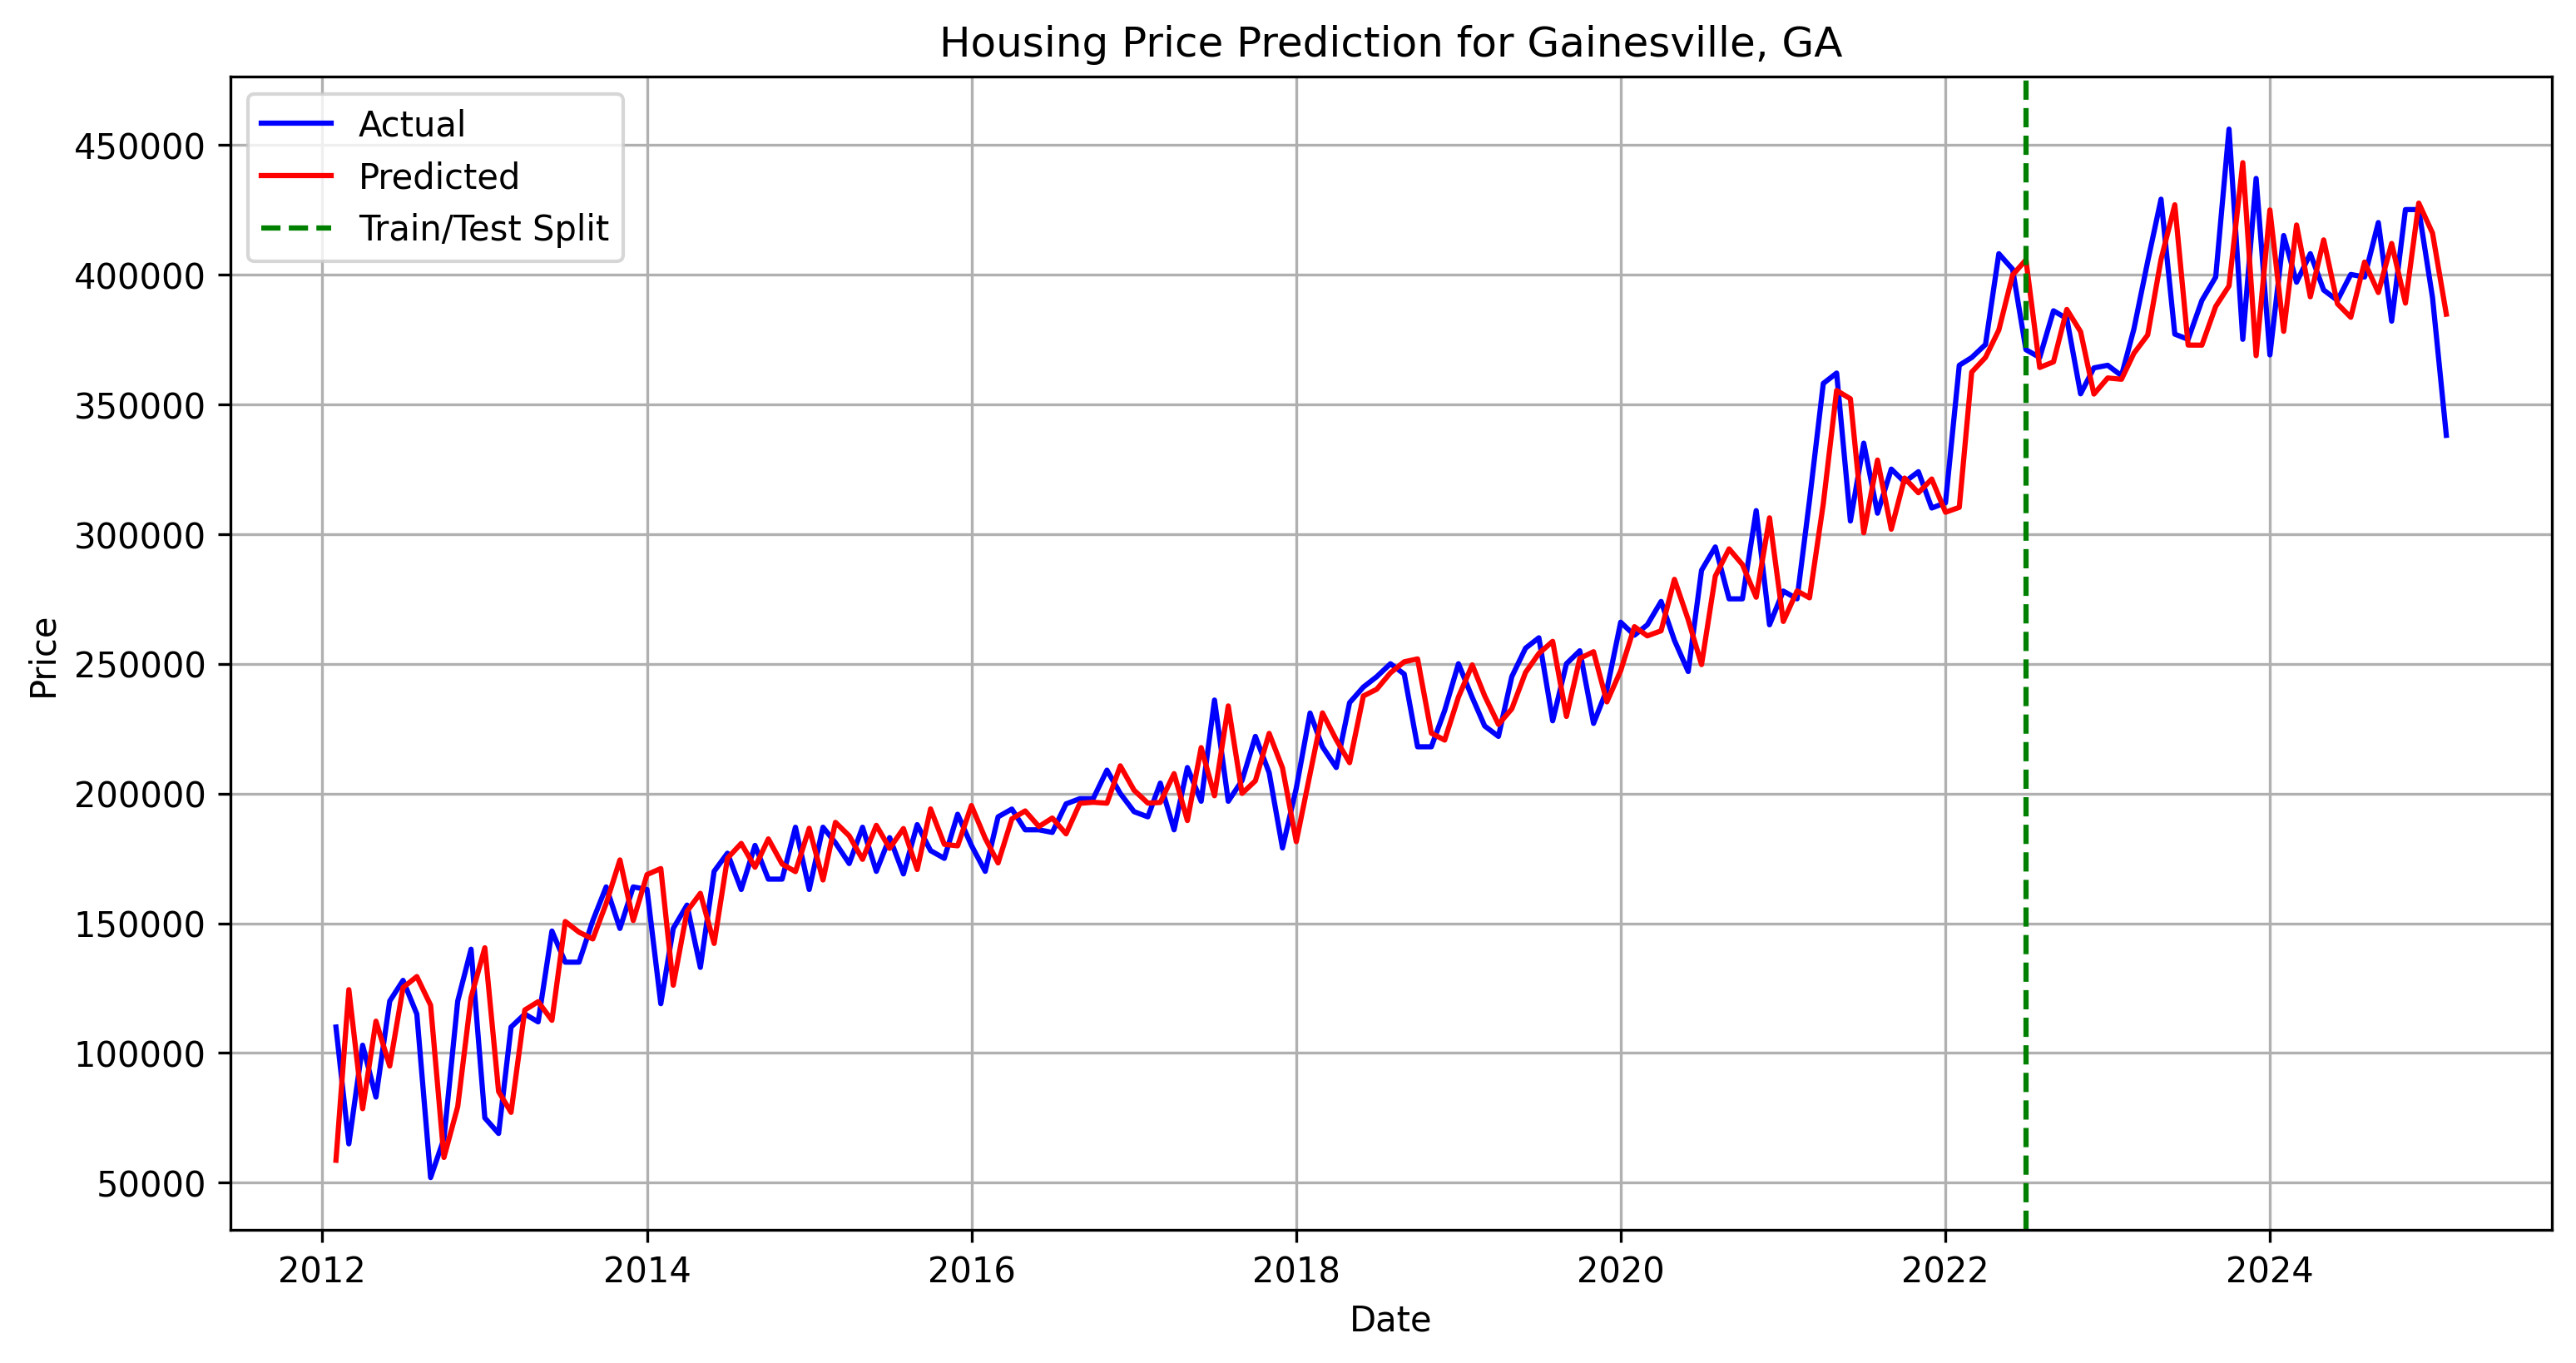 Housing Price Prediction for Gainesville, GA
Actual
Predicted
Train/Test Split
450000
400000
350000
300000
250000
200000
150000
100000
50000
Price
2012 2014 2016 2018 2020 2022 2024
Date